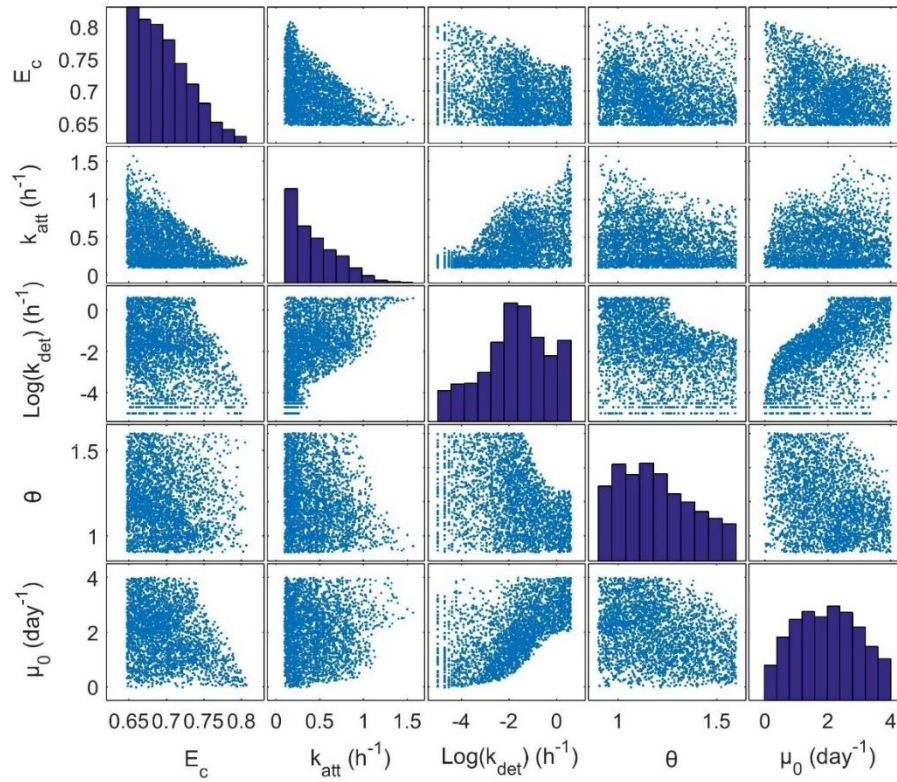 E_c
0.8
0.75
0.7
0.65
k_att (h⁻¹)
1.5
1
0.5
0
Log(k_det) (h⁻¹)
0
-2
-4
θ
1.5
1
μ_0 (day⁻¹)
4
2
0
0.65 0.7 0.75 0.8 0 0.5 1 1.5 -4 -2 0 1 1.5 0 2 4
E_c k_att (h⁻¹) Log(k_det) (h⁻¹) θ μ_0 (day⁻¹)